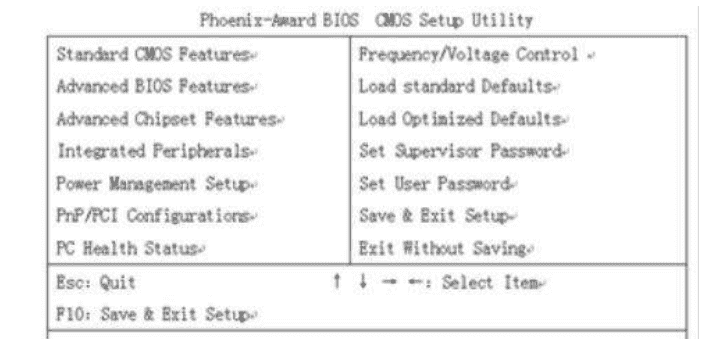 Phoenix-Award BIOS CMOS Setup Utility
Standard CMOS Features↵
Advanced BIOS Features↵
Advanced Chipset Features↵
Integrated Peripherals↵
Power Management Setup↵
PnP/PCI Configurations↵
PC Health Status↵
Frequency/Voltage Control ↵
Load standard Defaults↵
Load Optimized Defaults↵
Set Supervisor Password↵
Set User Password↵
Save & Exit Setup↵
Exit Without Saving↵
Esc: Quit ↑ ↓ → ←: Select Item↵
F10: Save & Exit Setup↵